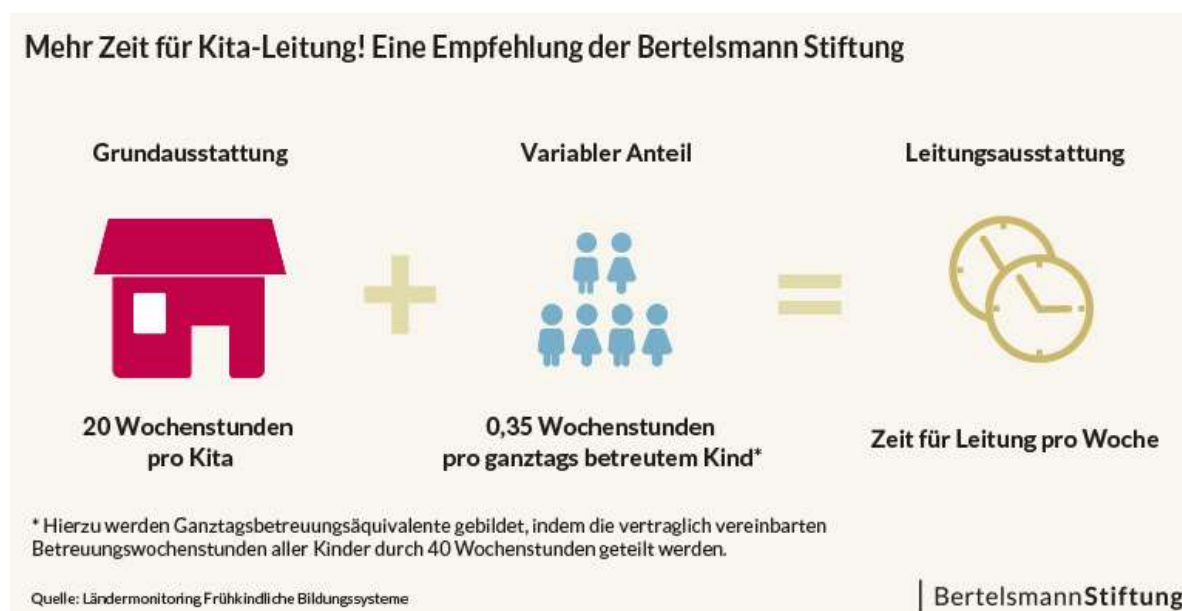 Mehr Zeit für Kita-Leitung! Eine Empfehlung der Bertelsmann Stiftung
Grundausstattung
Variabler Anteil
Leitungsausstattung
20 Wochenstunden
pro Kita
0,35 Wochenstunden
pro ganztags betreutem Kind*
Zeit für Leitung pro Woche
* Hierzu werden Ganztagsbetreuungsäquivalente gebildet, indem die vertraglich vereinbarten
Betreuungswochenstunden aller Kinder durch 40 Wochenstunden geteilt werden.
Quelle: Ländermonitoring Frühkindliche Bildungssysteme
BertelsmannStiftung